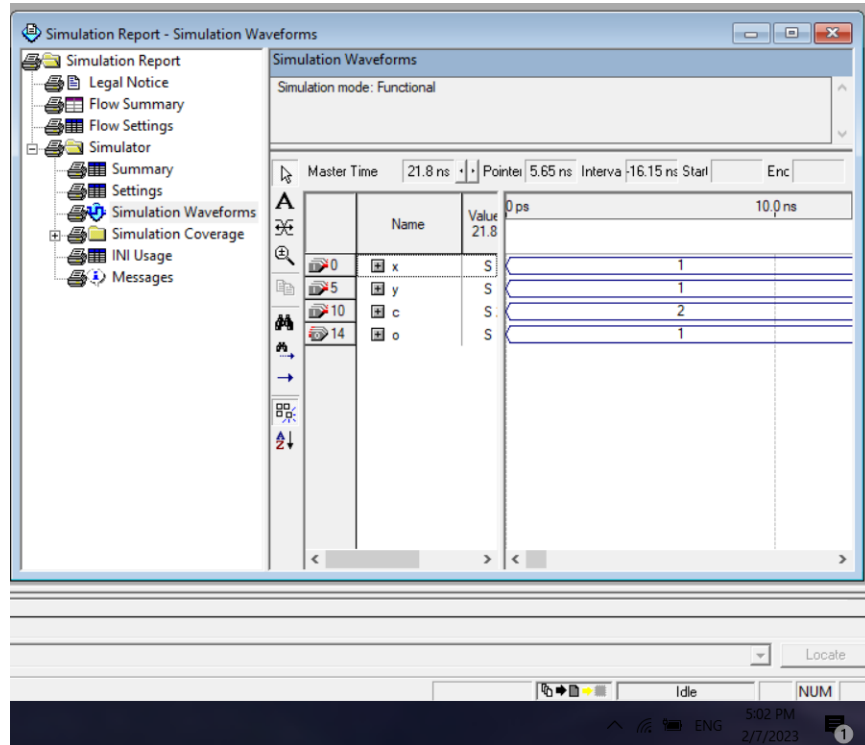 Simulation Report - Simulation Waveforms
Simulation Report
Legal Notice
Flow Summary
Flow Settings
Simulator
Summary
Settings
Simulation Waveforms
Simulation Coverage
INI Usage
Messages
Simulation Waveforms
Simulation mode: Functional
Master Time 21.8 ns Pointer 5.65 ns Interva -16.15 ns Start Enc
A
Name Value 21.8 0 ps 10.0 ns
0 x S 1
5 y S 1
10 c S 2
14 o S 1
A
Z
Locate
Idle NUM
ENG 5:02 PM
2/7/2023 1